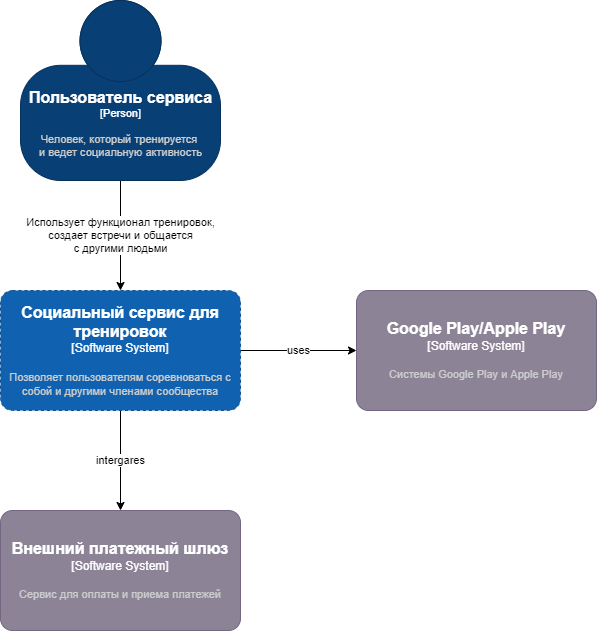 Пользователь сервиса
[Person]
Человек, который тренируется
и ведет социальную активность
Использует функционал тренировок,
создает встречи и общается
с другими людьми
Социальный сервис для
тренировок
[Software System]
Позволяет пользователям соревноваться с
собой и другими членами сообщества
uses
Google Play/Apple Play
[Software System]
Системы Google Play и Apple Play
intergares
Внешний платежный шлюз
[Software System]
Сервис для оплаты и приема платежей